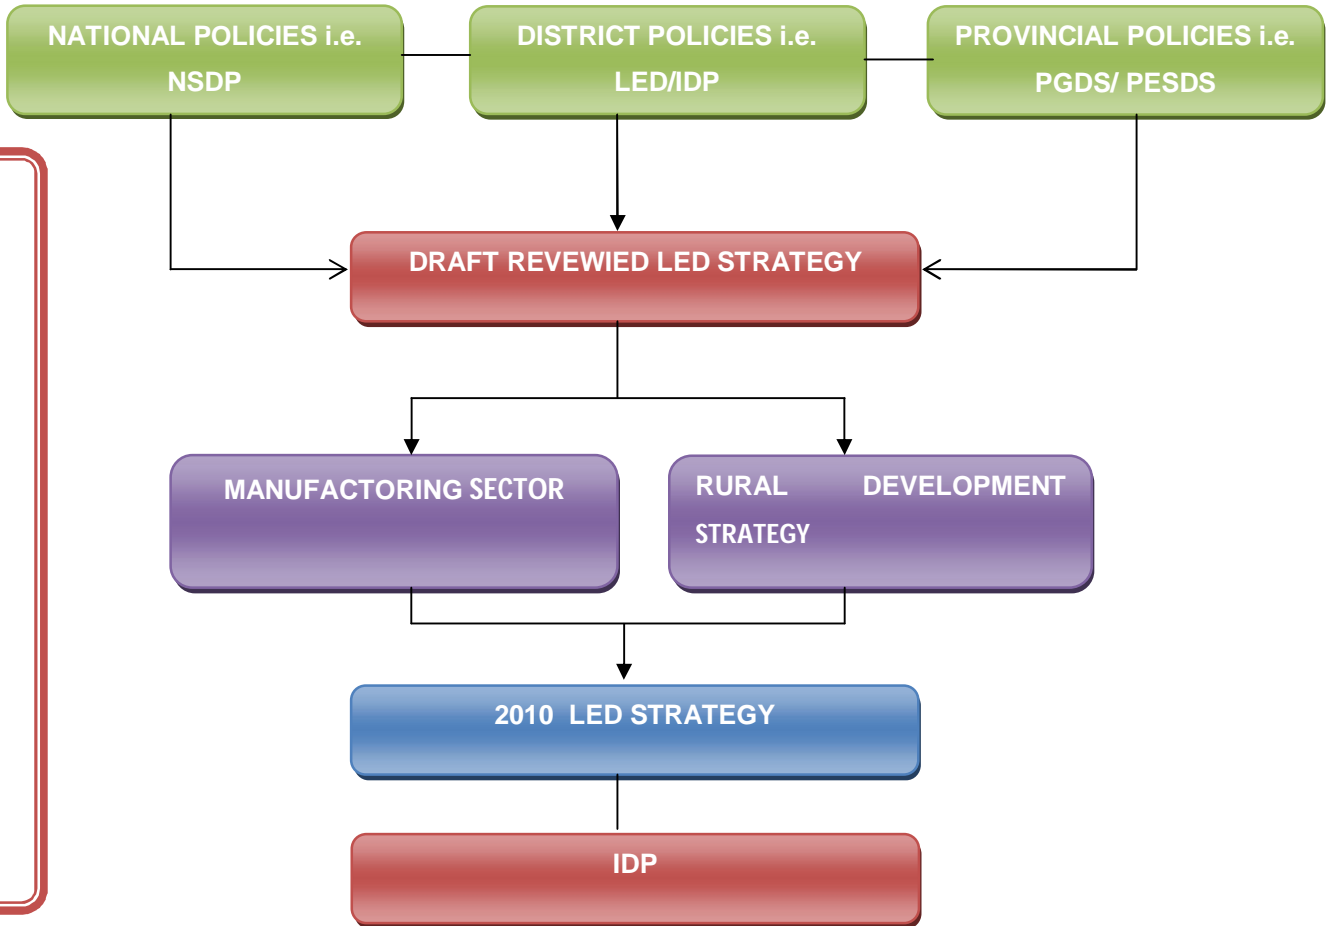 NATIONAL POLICIES i.e.
NSDP
DISTRICT POLICIES i.e.
LED/IDP
PROVINCIAL POLICIES i.e.
PGDS/ PESDS
DRAFT REVEWIED LED STRATEGY
MANUFACTORING SECTOR
RURAL DEVELOPMENT
STRATEGY
2010 LED STRATEGY
IDP